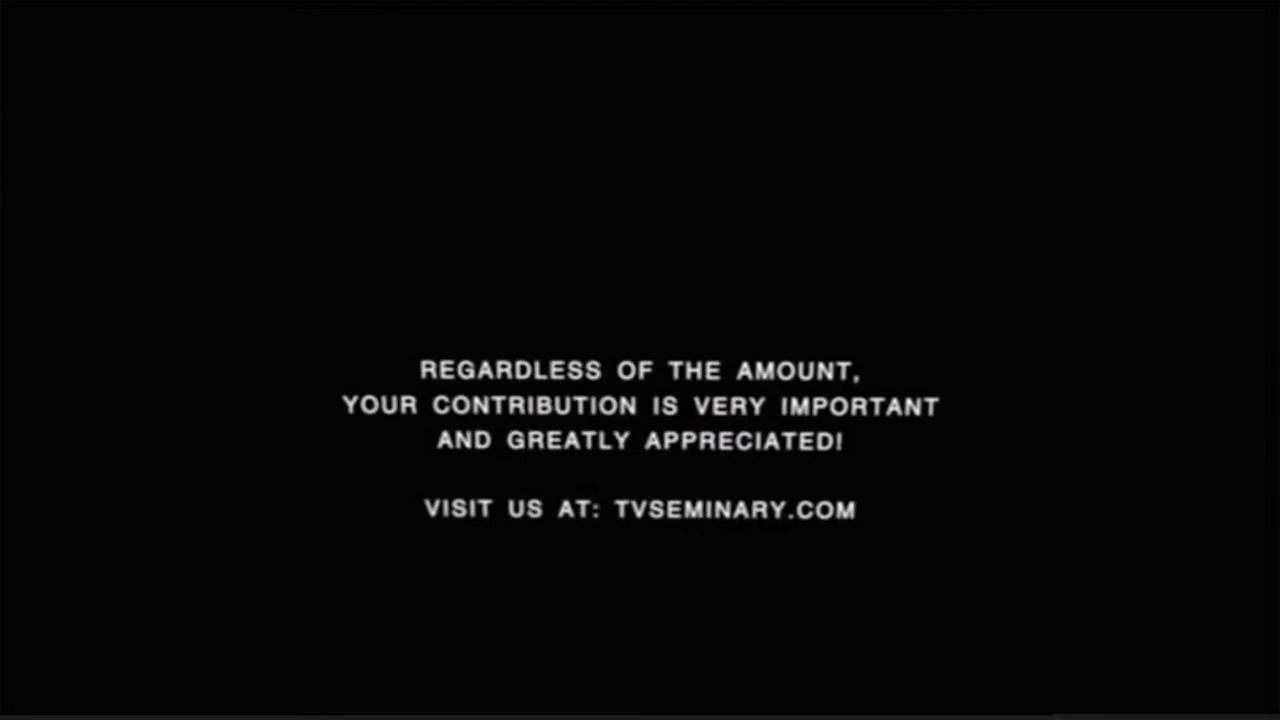 REGARDLESS OF THE AMOUNT,
YOUR CONTRIBUTION IS VERY IMPORTANT
AND GREATLY APPRECIATED!
VISIT US AT: TVSEMINARY.COM